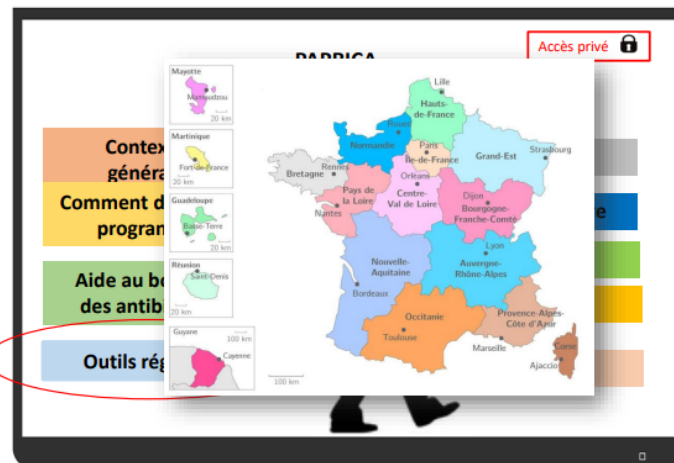 Accès privé
PAPRICA
Contex
généra
Comment d
program
Aide au bo
des antibi
Outils rég
e
Mayotte
Mamoudzou
20 km
Martinique
Fort-de-France
20 km
Guadeloupe
Basse-Terre
20 km
Réunion
Saint-Denis
20 km
Guyane
100 km
Cayenne
Lille
Hauts-
de-France
Rouen
Normandie
Paris
Île-de-France
Grand-Est
Strasbourg
Bretagne
Rennes
Pays de
la Loire
Nantes
Orléans
Centre-
Val de Loire
Dijon
Bourgogne-
Franche-Comté
Nouvelle-
Aquitaine
Bordeaux
Lyon
Auvergne-
Rhône-Alpes
Occitanie
Toulouse
Provence-Alpes-
Côte d'Azur
Marseille
Corse
Ajaccio
100 km